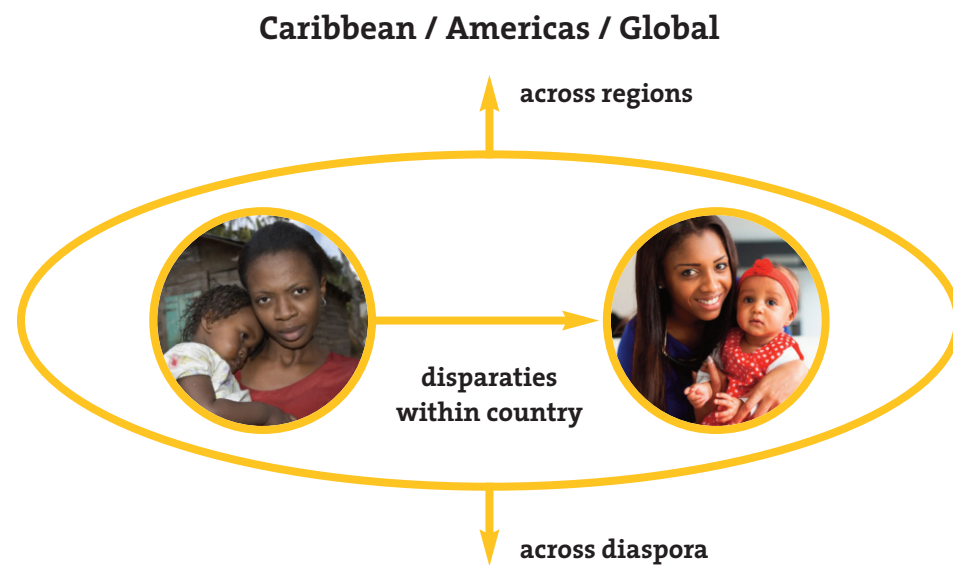 Caribbean / Americas / Global
across regions
disparaties
within country
across diaspora